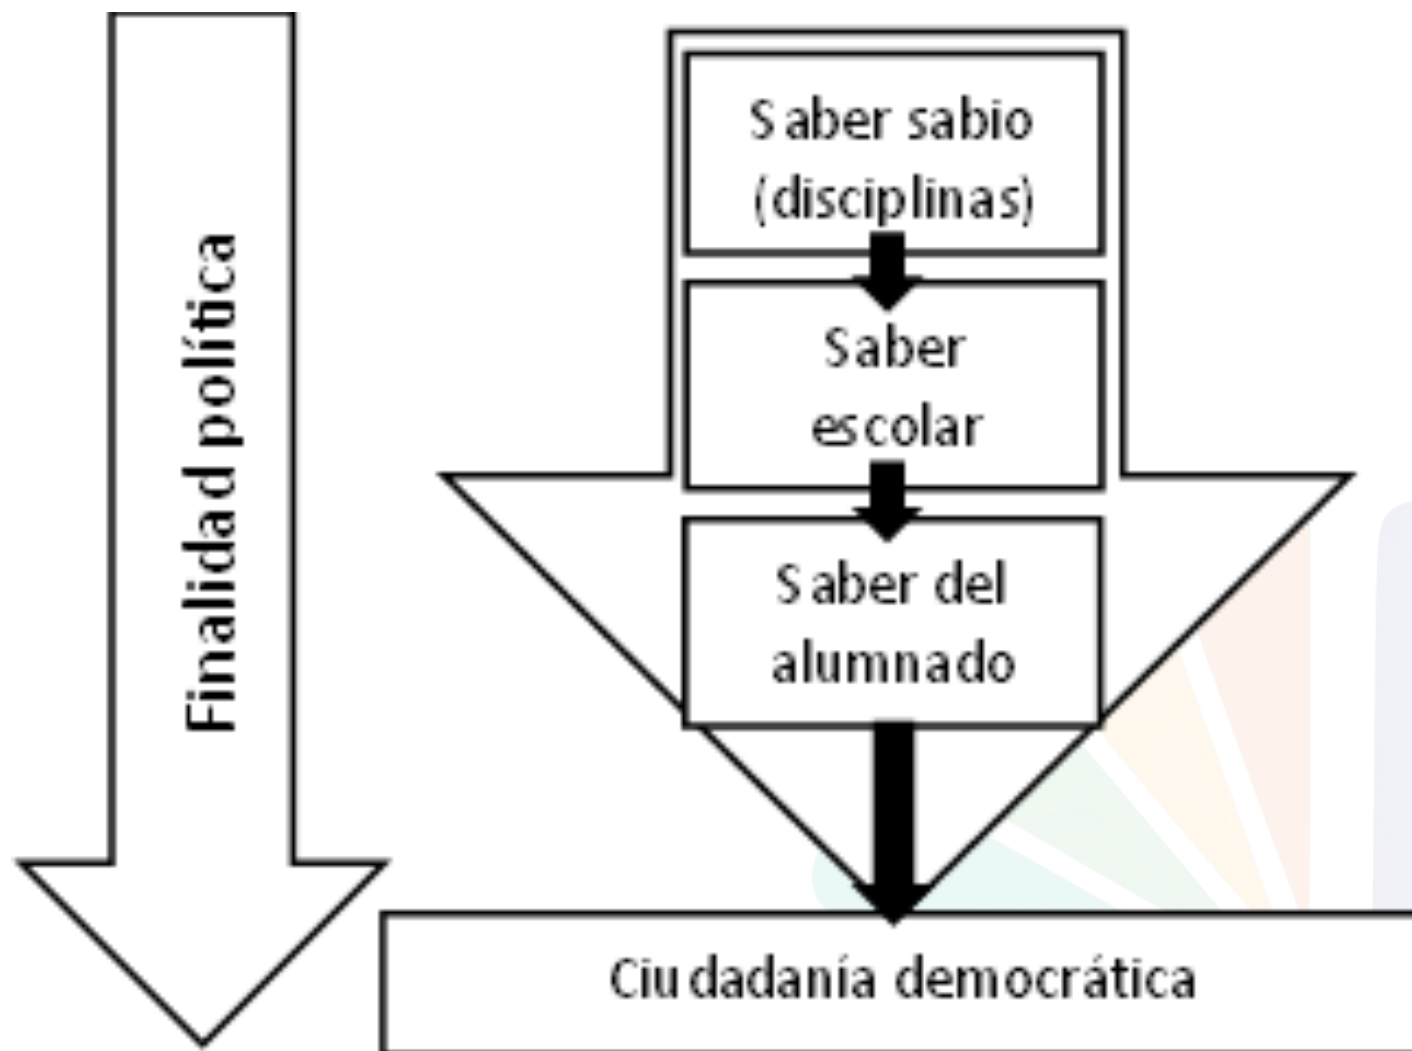 Finalidad política
Saber sabio
(disciplinas)
Saber
escolar
Saber del
alumnado
Ciudadanía democrática